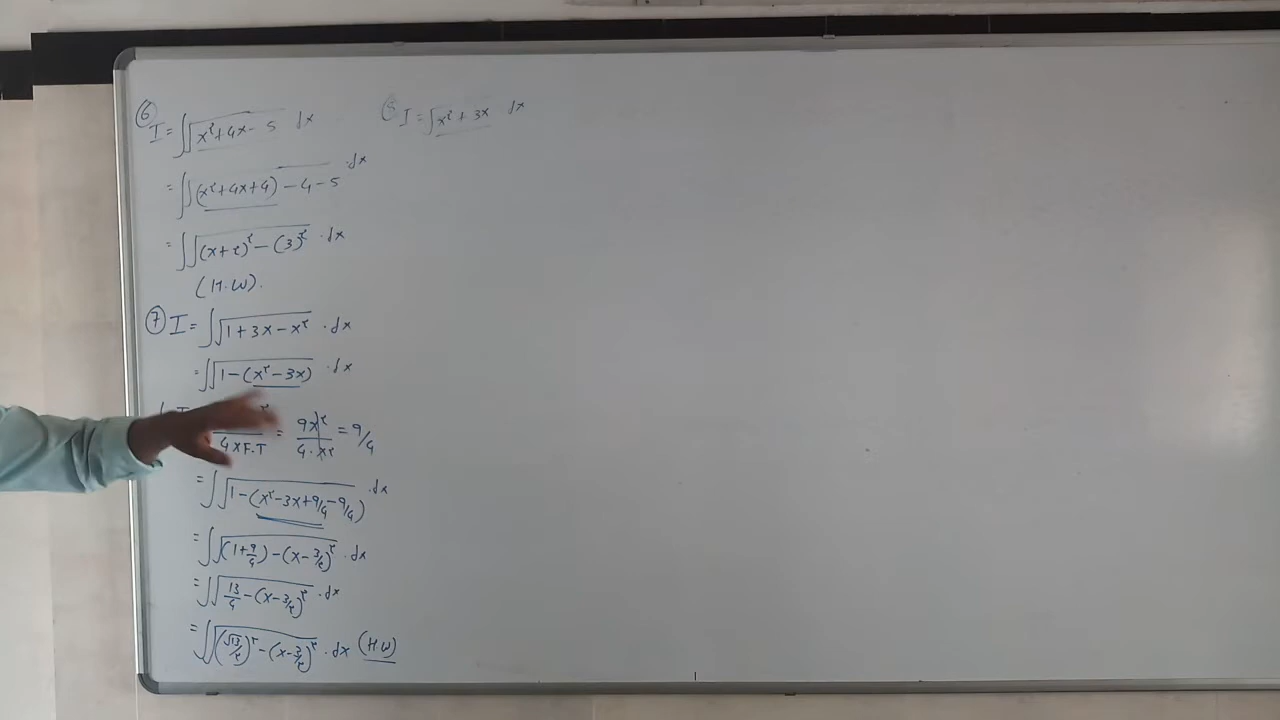 ⑥ I = ∫√(x²+4x-5) dx
= ∫√((x²+4x+4)-4-5) .dx
= ∫√((x+2)²-(3)²) .dx
(H.W).
⑦ I = ∫√(1+3x-x²) .dx
= ∫√(1-(x²-3x)) .dx
4xF.T = 9x²/4.x² = 9/4
= ∫√(1-(x²-3x+9/4-9/4)) .dx
= ∫√((1+9/4)-(x-3/2)²) .dx
= ∫√(13/4-(x-3/2)²) .dx
= ∫√((√13/2)²-(x-3/2)²) .dx (H.W)
I = ∫x²+3x dx